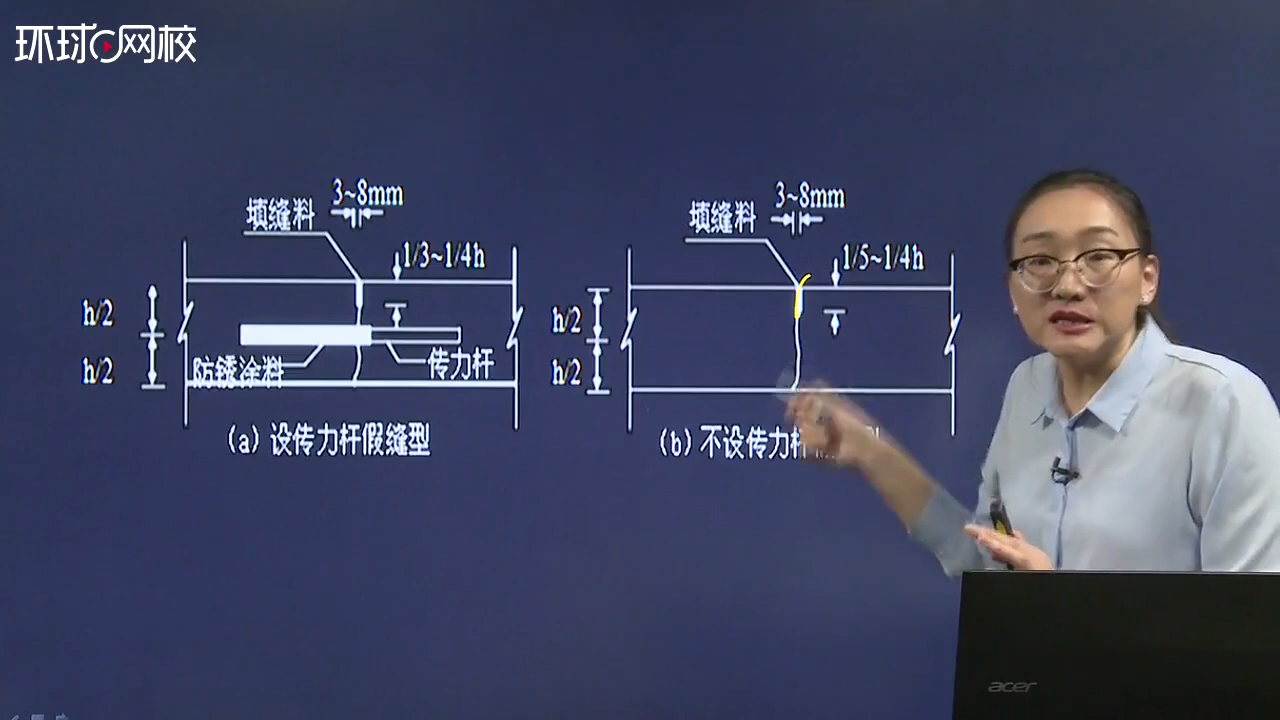 环球网校
3~8mm
填缝料
1/3~1/4h
h/2
h/2
防锈涂料
传力杆
(a) 设传力杆假缝型
3~8mm
填缝料
1/5~1/4h
h/2
h/2
(b) 不设传力杆
acer